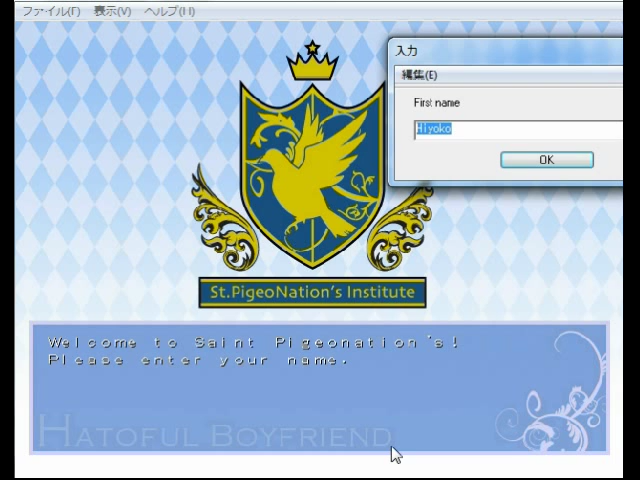 ファイル(F) 表示(V) ヘルプ(H)
入力
編集(E)
First name
Hiyoko
OK
St.PigeoNation's Institute
Welcome to Saint Pigeonation's!
Please enter your name.
HATOFUL BOYFRIEND